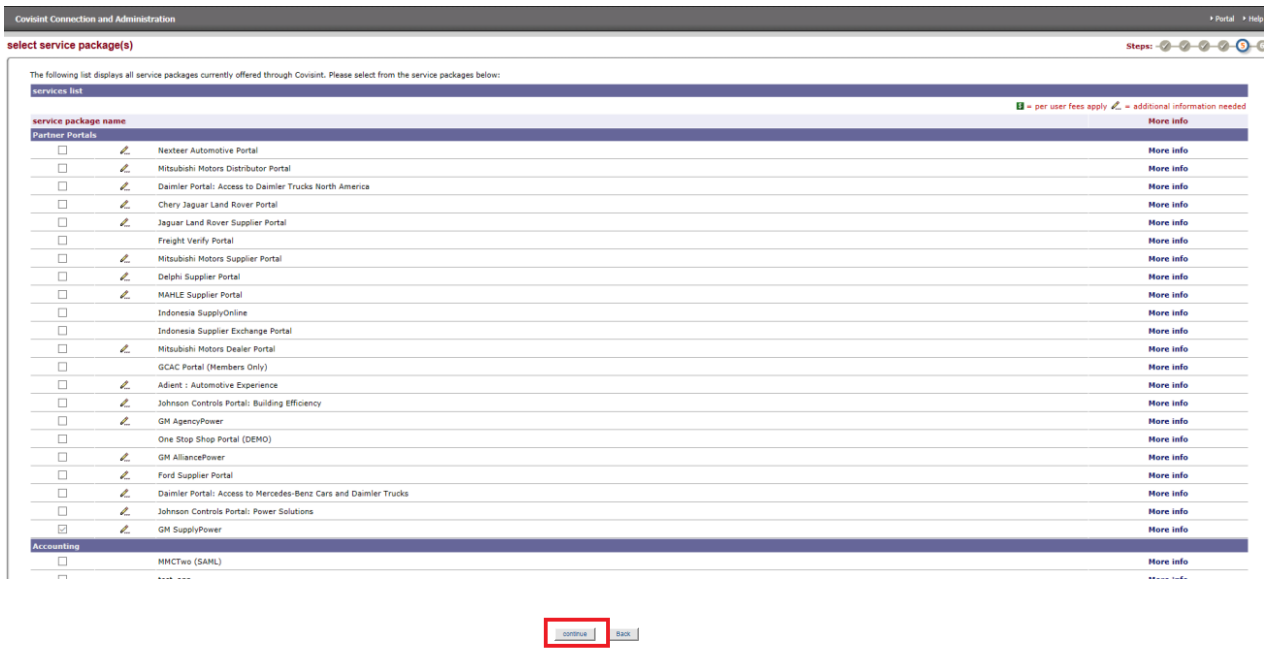 Covisint Connection and Administration Portal Help
select service package(s) Steps: 5
The following list displays all service packages currently offered through Covisint. Please select from the service packages below:
services list
$ = per user fees apply = additional information needed
service package name More info
Partner Portals
Nexteer Automotive Portal More info
Mitsubishi Motors Distributor Portal More info
Daimler Portal: Access to Daimler Trucks North America More info
Chery Jaguar Land Rover Portal More info
Jaguar Land Rover Supplier Portal More info
Freight Verify Portal More info
Mitsubishi Motors Supplier Portal More info
Delphi Supplier Portal More info
MAHLE Supplier Portal More info
Indonesia SupplyOnline More info
Indonesia Supplier Exchange Portal More info
Mitsubishi Motors Dealer Portal More info
GCAC Portal (Members Only) More info
Adient : Automotive Experience More info
Johnson Controls Portal: Building Efficiency More info
GM AgencyPower More info
One Stop Shop Portal (DEMO) More info
GM AlliancePower More info
Ford Supplier Portal More info
Daimler Portal: Access to Mercedes-Benz Cars and Daimler Trucks More info
Johnson Controls Portal: Power Solutions More info
GM SupplyPower More info
Accounting
MMCTwo (SAML) More info
continue Back